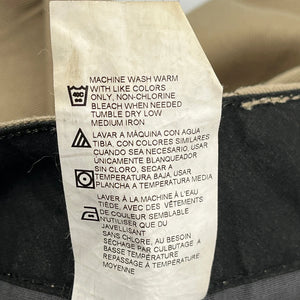 40C
MACHINE WASH WARM
WITH LIKE COLORS
ONLY, NON-CHLORINE
BLEACH WHEN NEEDED
TUMBLE DRY LOW
MEDIUM IRON
LAVAR A MÁQUINA CON AGUA
TIBIA, CON COLORES SIMILARES
CUANDO SEA NECESARIO, USAR
ÚNICAMENTE BLANQUEADOR
SIN CLORO, SECAR A
TEMPERATURA BAJA, USAR
PLANCHA A TEMPERATURA MEDIA
LAVER À LA MACHINE À L'EAU
TIÈDE, AVEC DES VÊTEMENTS
DE COULEUR SEMBLABLE
N'UTILISER QUE DU
JAVELLISANT
SANS CHLORE, AU BESOIN
SÉCHAGE PAR CULBUTAGE À
TEMPÉRATURE BASSE
REPASSAGE À TEMPÉRATURE
MOYENNE